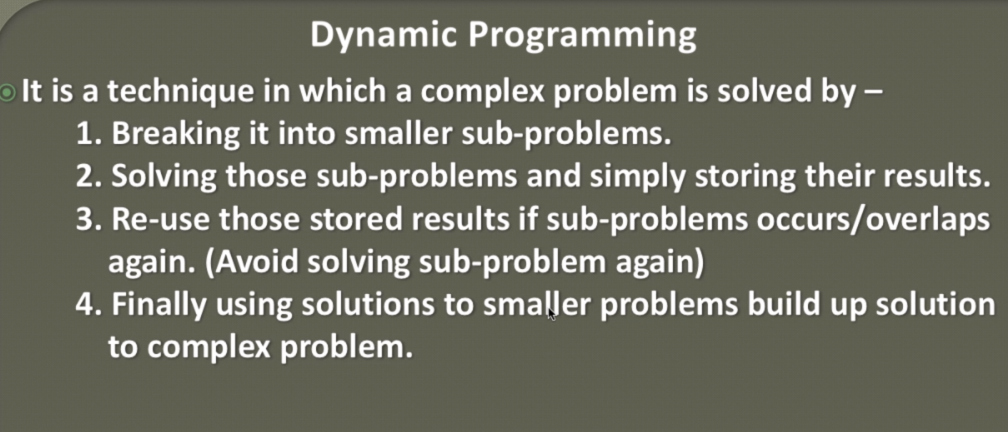 Dynamic Programming
It is a technique in which a complex problem is solved by –
1. Breaking it into smaller sub-problems.
2. Solving those sub-problems and simply storing their results.
3. Re-use those stored results if sub-problems occurs/overlaps
again. (Avoid solving sub-problem again)
4. Finally using solutions to smaller problems build up solution
to complex problem.